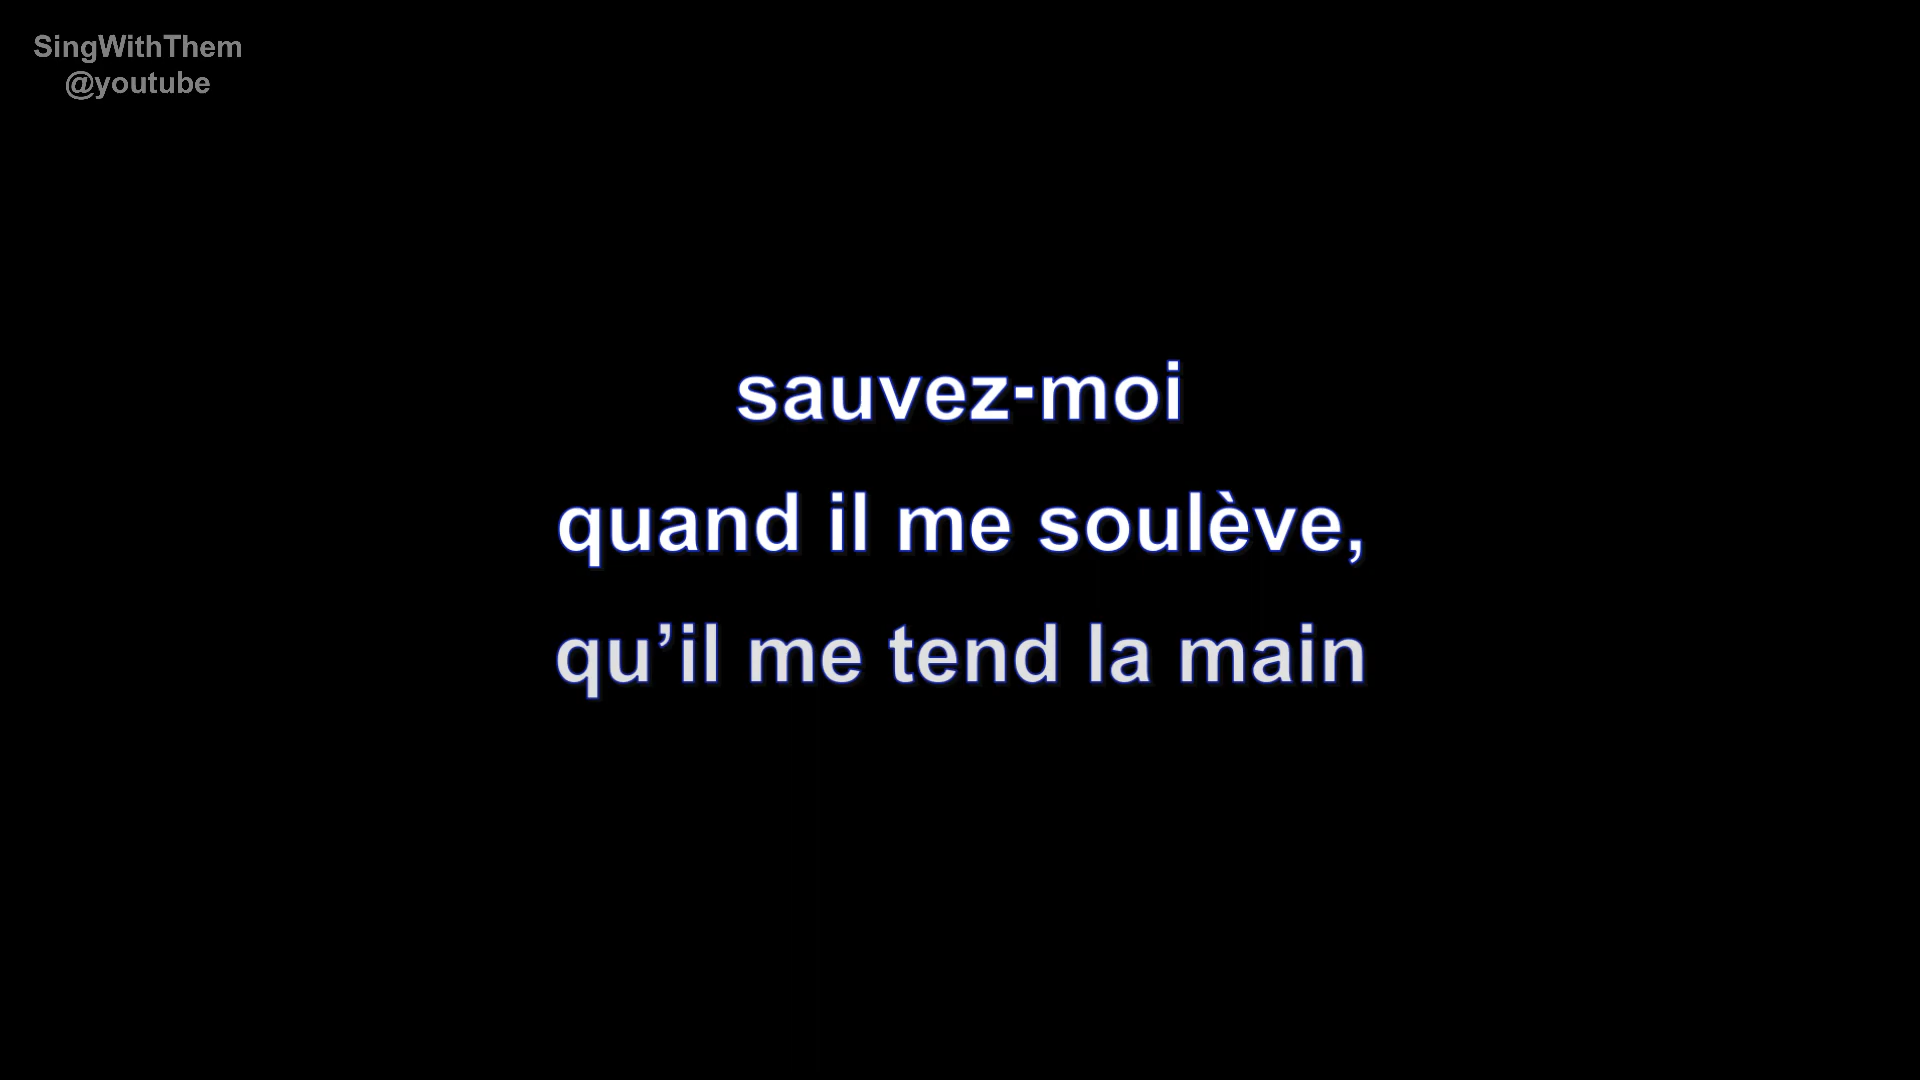 SingWithThem
@youtube
sauvez-moi
quand il me soulève,
qu’il me tend la main